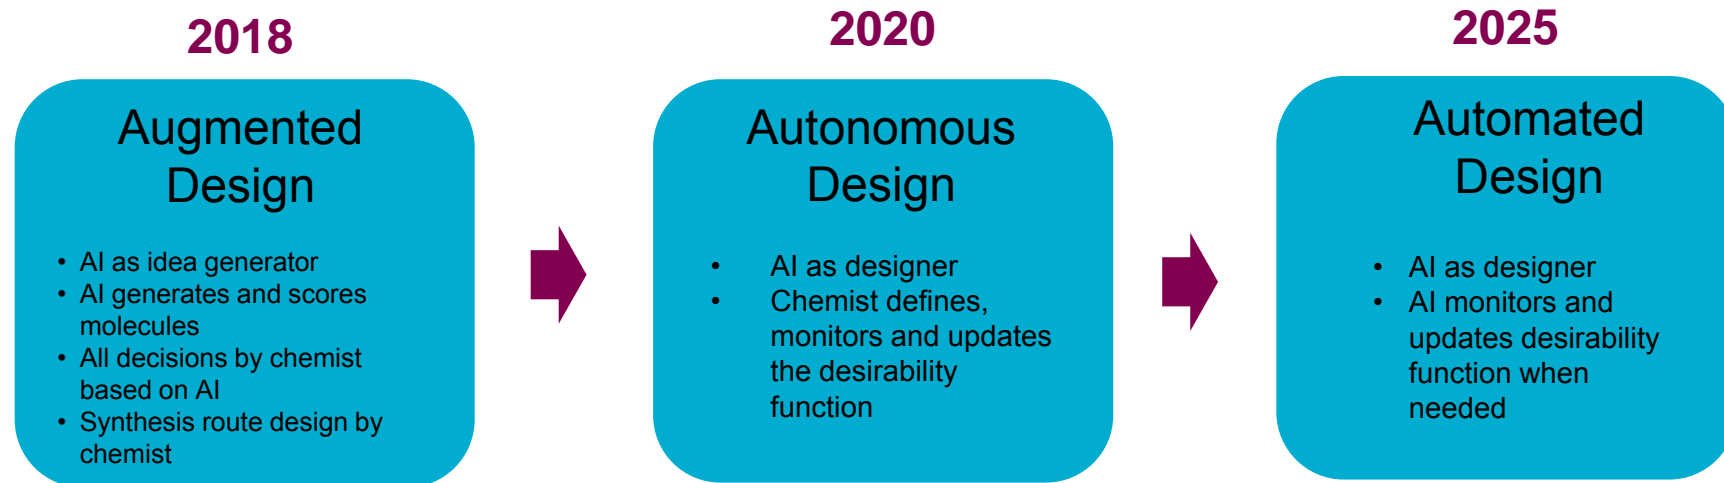 2018
Augmented
Design
• AI as idea generator
• AI generates and scores
molecules
• All decisions by chemist
based on AI
• Synthesis route design by
chemist
2020
Autonomous
Design
• AI as designer
• Chemist defines,
monitors and updates
the desirability
function
2025
Automated
Design
• AI as designer
• AI monitors and
updates desirability
function when
needed